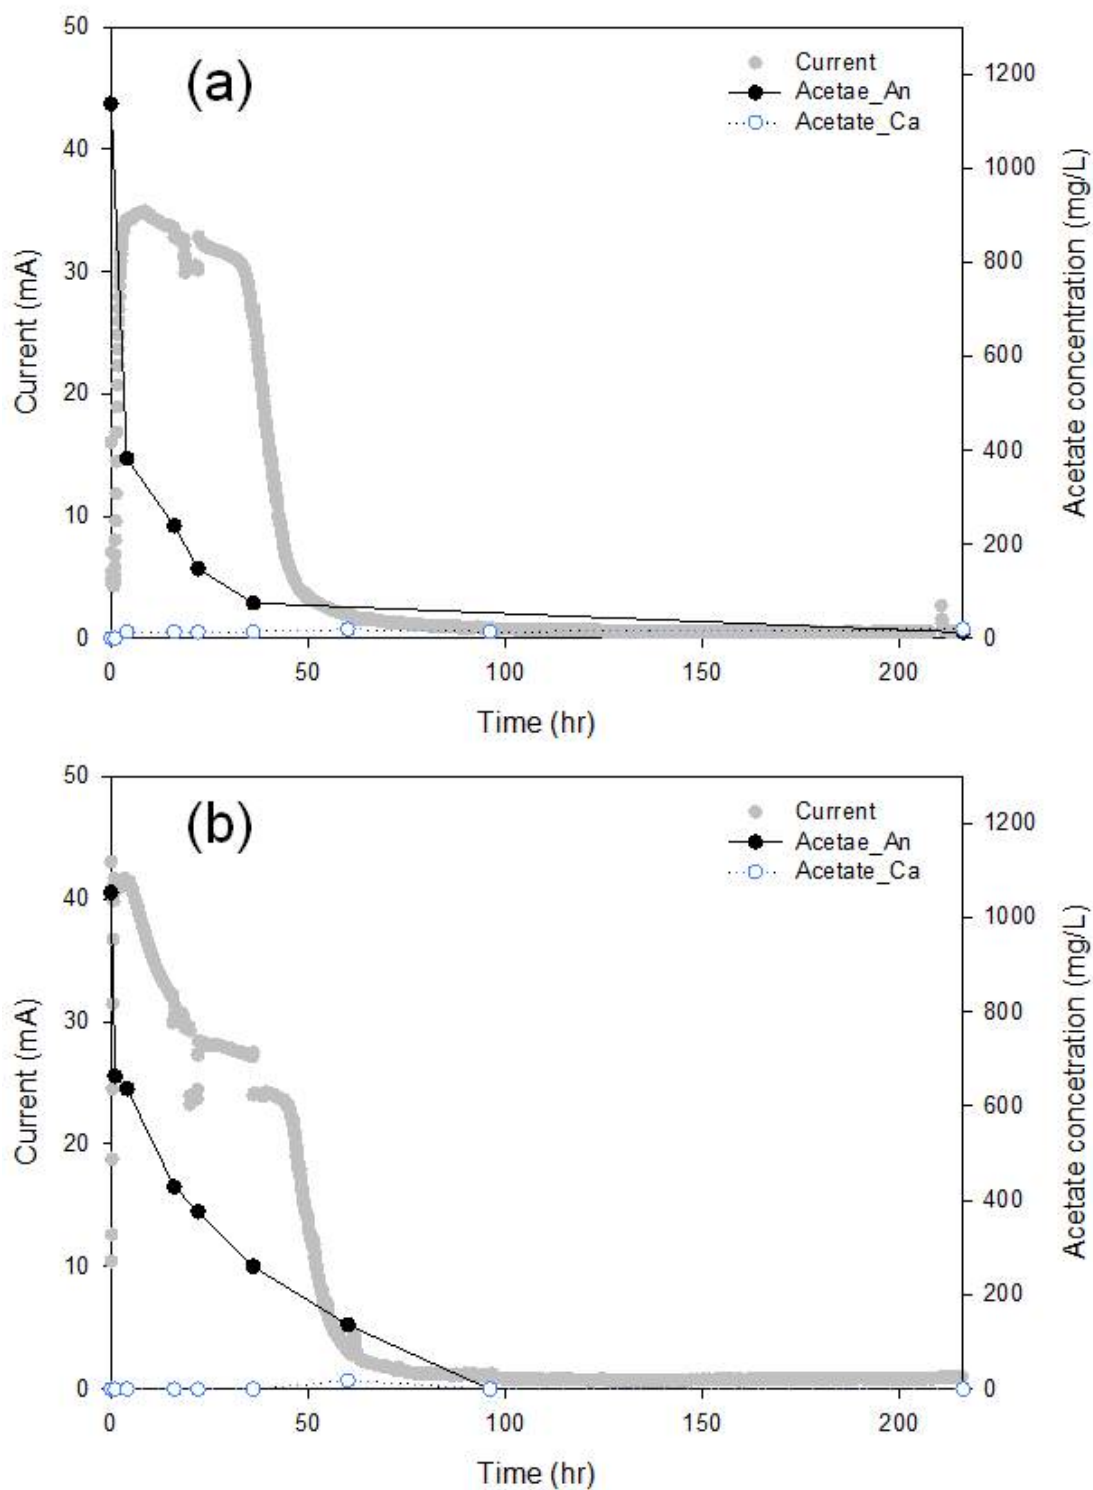 50
(a)
Current
Acetae_An
Acetate_Ca
1200
40
1000
30
800
600
20
400
10
200
0
0
0
50
100
150
200
Current (mA)
Acetate concentration (mg/L)
Time (hr)
50
(b)
Current
Acetae_An
Acetate_Ca
1200
40
1000
30
800
600
20
400
10
200
0
0
0
50
100
150
200
Current (mA)
Acetate concetration (mg/L)
Time (hr)